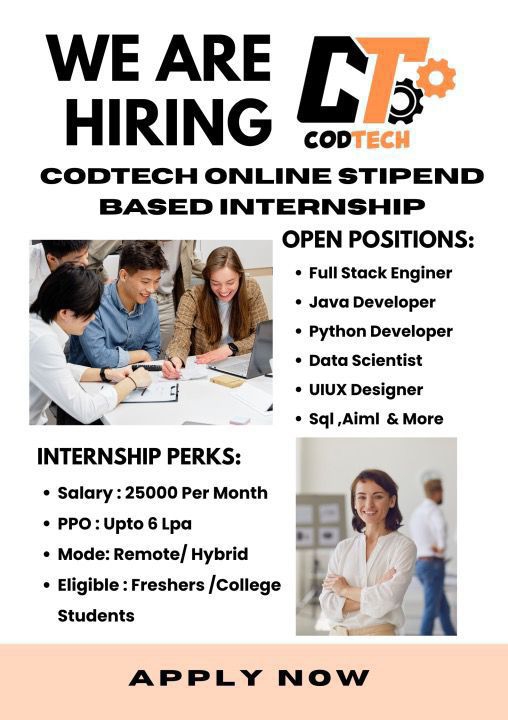 WE ARE
HIRING
CT
CODTECH
CODTECH ONLINE STIPEND
BASED INTERNSHIP
OPEN POSITIONS:
• Full Stack Enginer
• Java Developer
• Python Developer
• Data Scientist
• UIUX Designer
• Sql ,Aiml & More
INTERNSHIP PERKS:
• Salary : 25000 Per Month
• PPO : Upto 6 Lpa
• Mode: Remote/ Hybrid
• Eligible : Freshers /College
Students
APPLY NOW